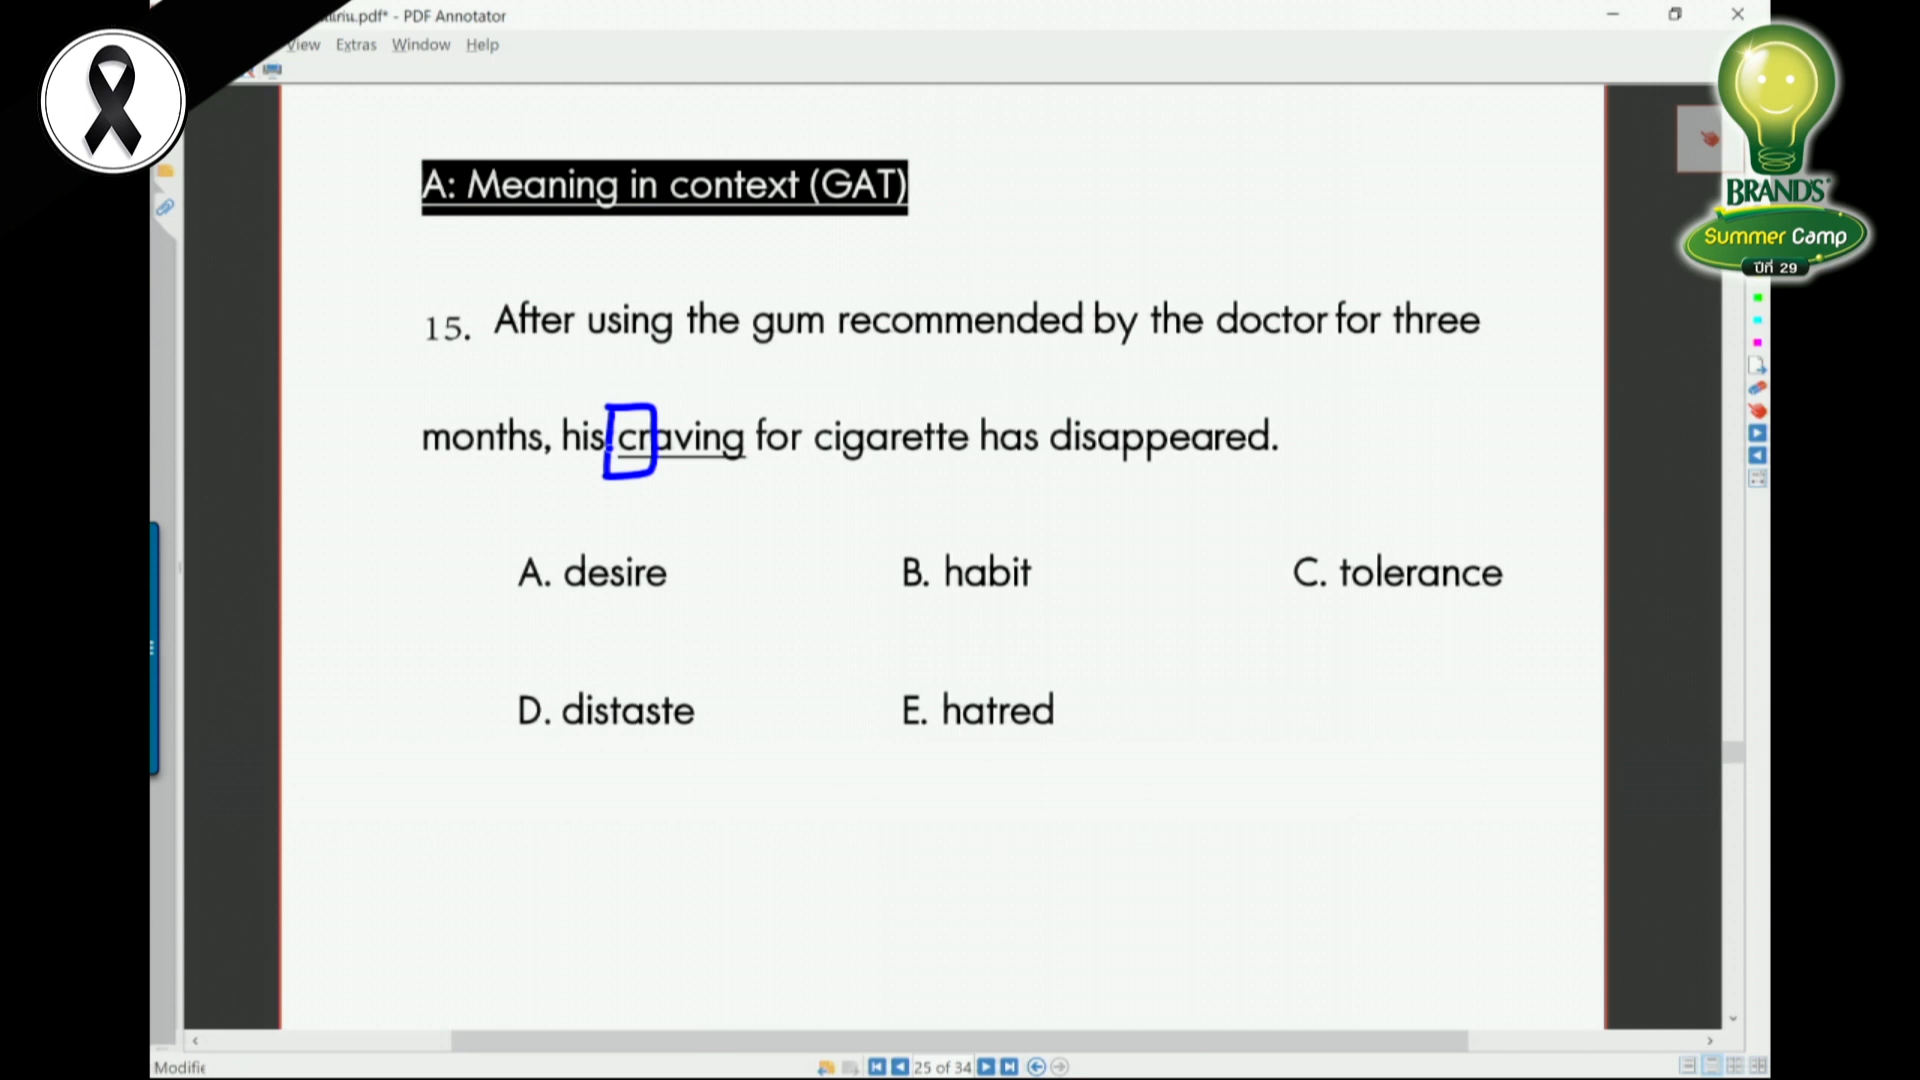 - PDF Annotator
View Extras Window Help
BRAND'S
Summer Camp
ปีที่ 29
A: Meaning in context (GAT)
15. After using the gum recommended by the doctor for three
months, his craving for cigarette has disappeared.
A. desire B. habit C. tolerance
D. distaste E. hatred
25 of 34